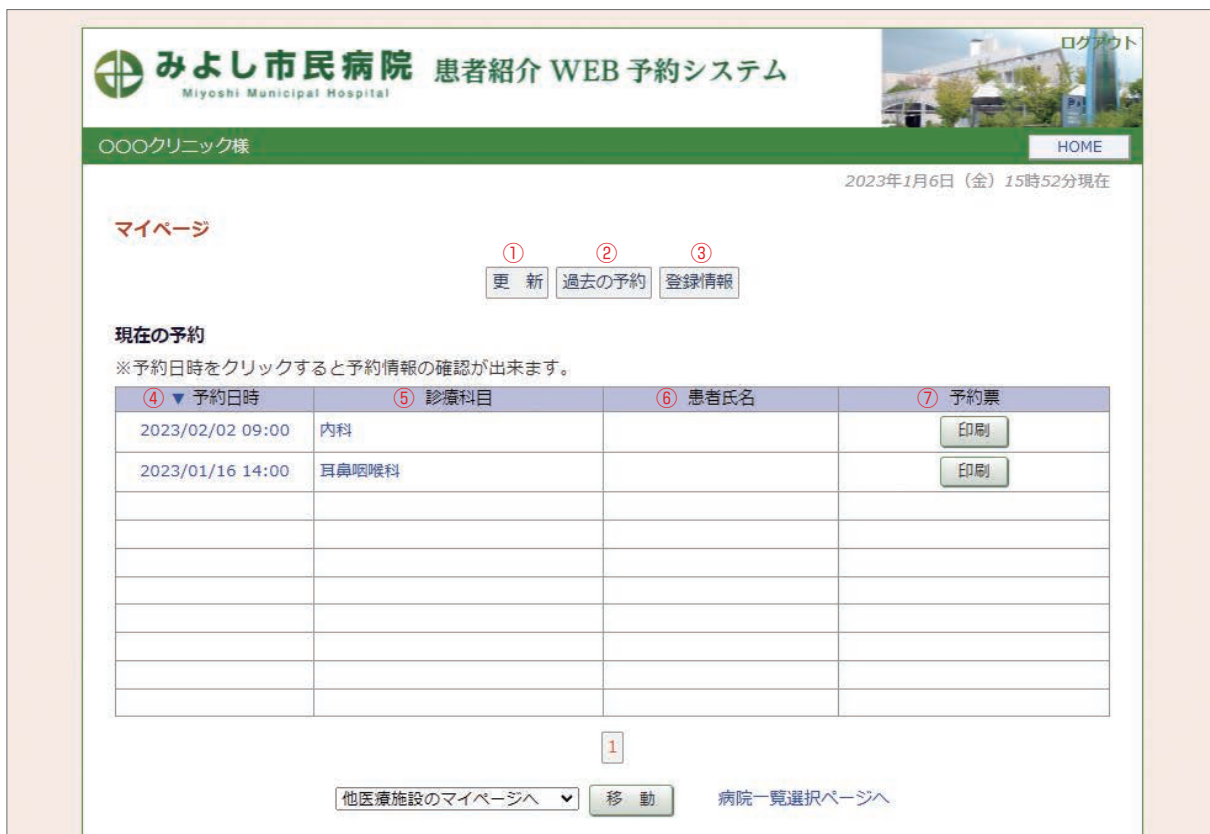 ログアウト
みよし市民病院 患者紹介 WEB 予約システム
Miyoshi Municipal Hospital
○○○クリニック様 HOME
2023年1月6日（金）15時52分現在
マイページ
① ② ③
更　新 過去の予約 登録情報
現在の予約
※予約日時をクリックすると予約情報の確認が出来ます。
④ ▼ 予約日時 ⑤ 診療科目 ⑥ 患者氏名 ⑦ 予約票
2023/02/02 09:00 内科 印刷
2023/01/16 14:00 耳鼻咽喉科 印刷
1
他医療施設のマイページへ 移　動 病院一覧選択ページへ